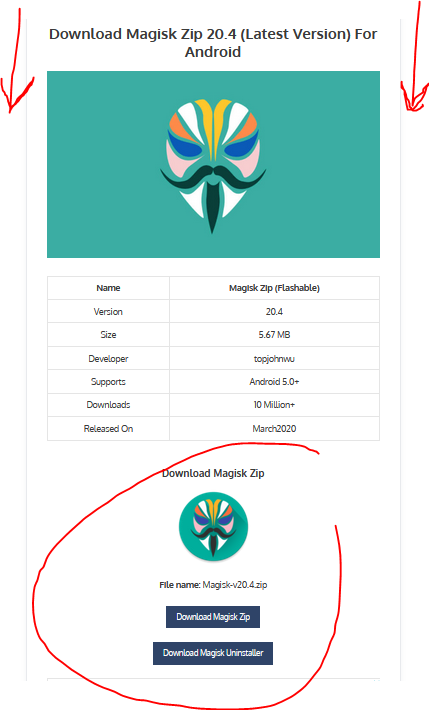 Download Magisk Zip 20.4 (Latest Version) For
Android
Name Magisk Zip (Flashable)
Version 20.4
Size 5.67 MB
Developer topjohnwu
Supports Android 5.0+
Downloads 10 Million+
Released On March2020
Download Magisk Zip
File name: Magisk-v20.4.zip
Download Magisk Zip
Download Magisk Uninstaller